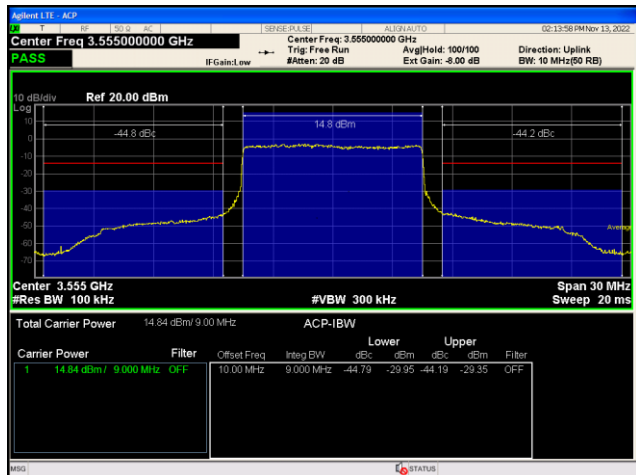 Agilent LTE - ACP
T RF 50 Ω AC SENSE:PULSE ALIGN AUTO 02:13:58 PM Nov 13, 2022
Center Freq 3.555000000 GHz Center Freq: 3.555000000 GHz
Trig: Free Run Avg|Hold: 100/100 Direction: Uplink
PASS IFGain:Low #Atten: 20 dB Ext Gain: -8.00 dB BW: 10 MHz(50 RB)
10 dB/div Ref 20.00 dBm
Log
10
0
-10
-20
-30
-40
-50
-60
-70
-44.8 dBc 14.8 dBm -44.2 dBc
Average
Center 3.555 GHz Span 30 MHz
#Res BW 100 kHz #VBW 300 kHz Sweep 20 ms
Total Carrier Power 14.84 dBm/ 9.00 MHz ACP-IBW
Lower Upper
Carrier Power Filter Offset Freq Integ BW dBc dBm dBc dBm Filter
1 14.84 dBm / 9.000 MHz OFF 10.00 MHz 9.000 MHz -44.79 -29.95 -44.19 -29.35 OFF
MSG STATUS